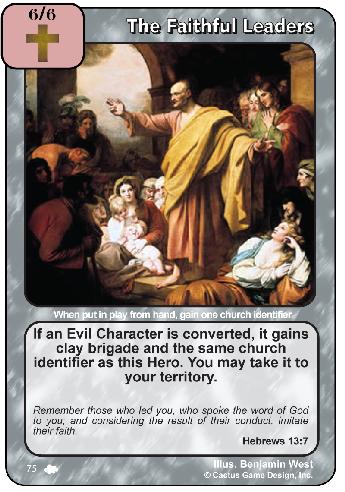 6/6
The Faithful Leaders
When put in play from hand, gain one church identifier
If an Evil Character is converted, it gains
clay brigade and the same church
identifier as this Hero. You may take it to
your territory.
Remember those who led you, who spoke the word of God
to you; and considering the result of their conduct, imitate
their faith.
Hebrews 13:7
75
Illus. Benjamin West
© Cactus Game Design, Inc.